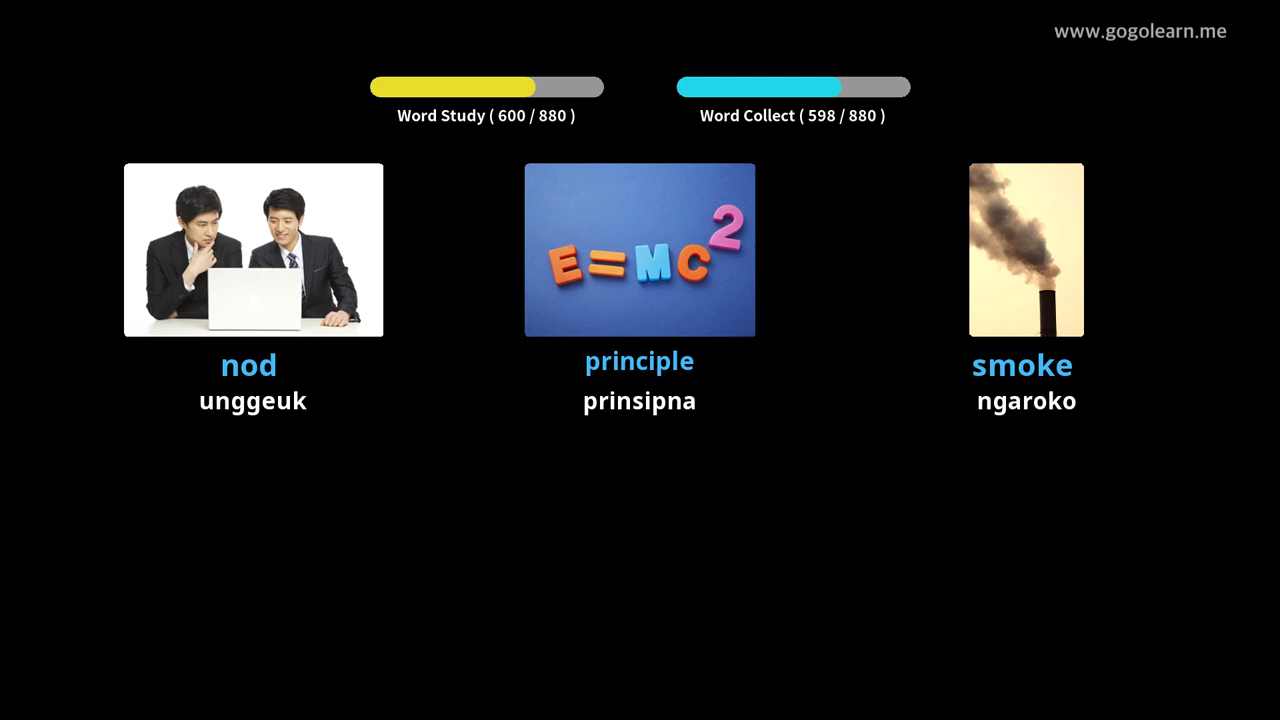 www.gogolearn.me
Word Study ( 600 / 880 )
Word Collect ( 598 / 880 )
E=MC2
nod
unggeuk
principle
prinsipna
smoke
ngaroko